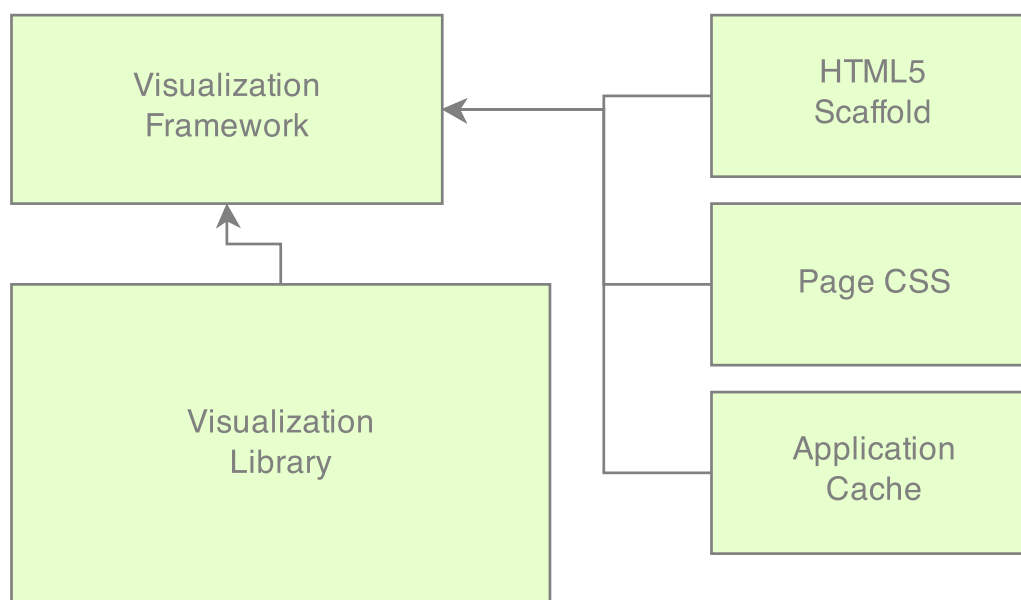 Visualization
Framework
HTML5
Scaffold
Page CSS
Visualization
Library
Application
Cache